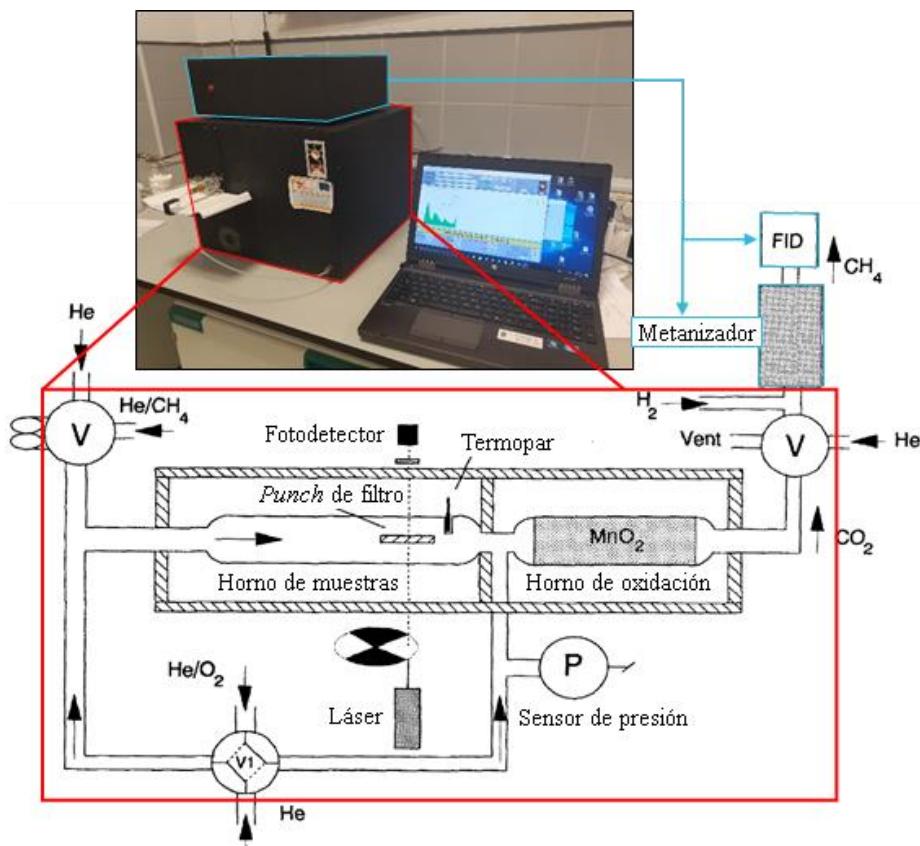 FID
CH₄
Metanizador
He
He/CH₄
V
H₂
Vent
V
He
Fotodetector
Termopar
Punch de filtro
MnO₂
CO₂
Horno de muestras
Horno de oxidación
He/O₂
P
Láser
Sensor de presión
V1
He